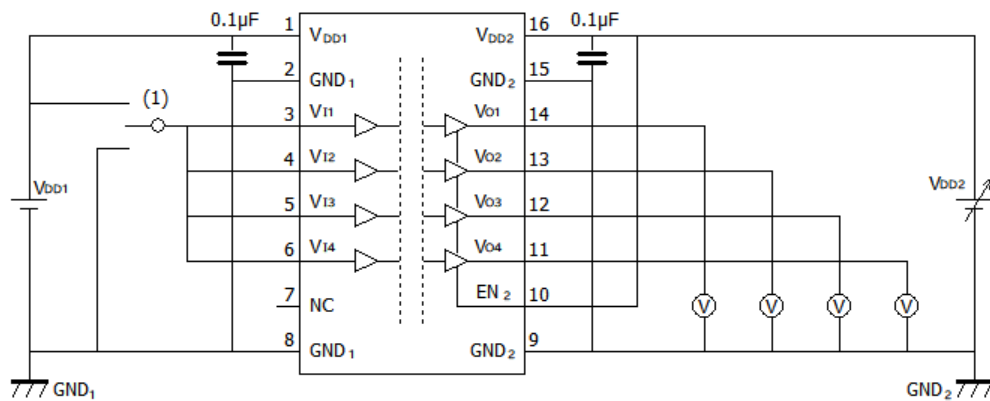 0.1µF
1
VDD1
VDD2
16
0.1µF
2
GND1
GND2
15
(1)
3
VI1
VO1
14
4
VI2
VO2
13
VDD1
VDD2
5
VI3
VO3
12
6
VI4
VO4
11
7
NC
EN2
10
V
V
V
V
8
GND1
GND2
9
GND1
GND2